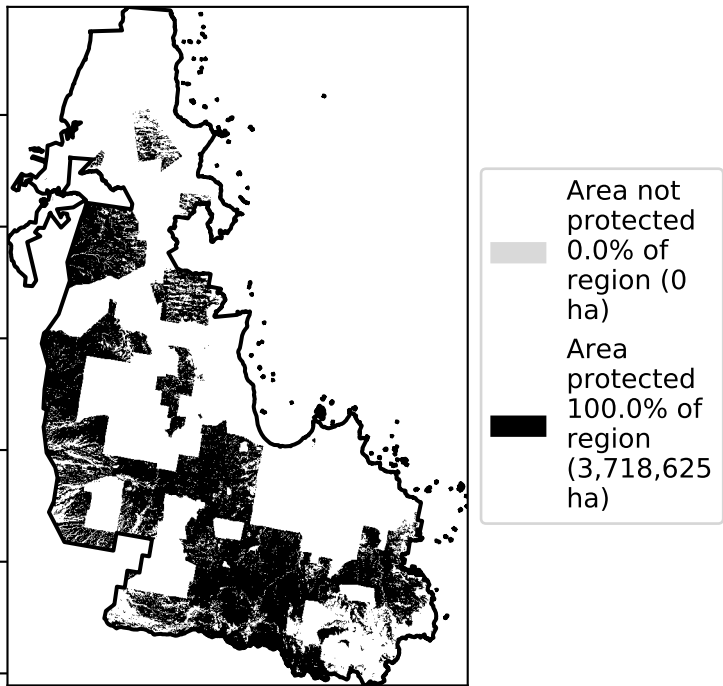 Area not
protected
0.0% of
region (0
ha)
Area
protected
100.0% of
region
(3,718,625
ha)